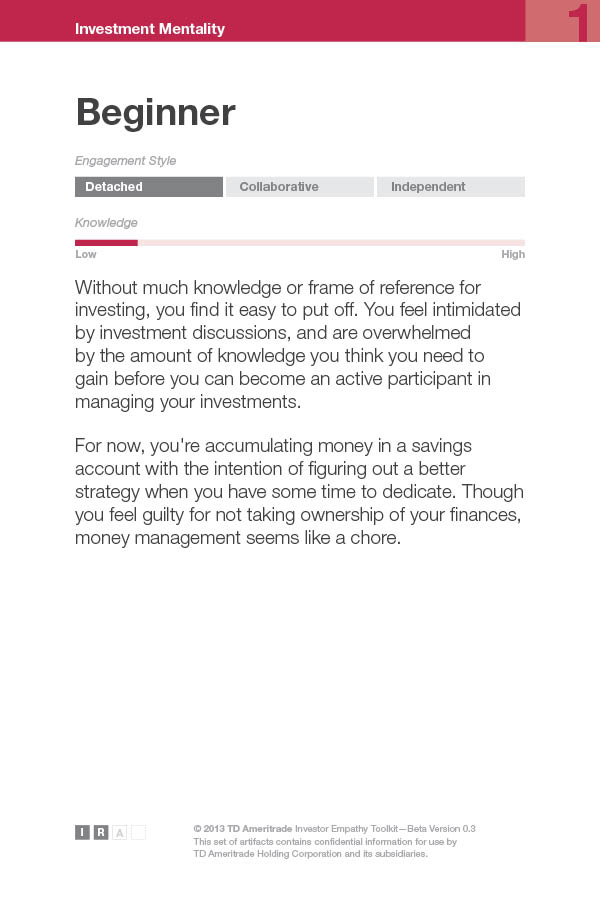 Investment Mentality
1
Beginner
Engagement Style
Detached
Collaborative
Independent
Knowledge
Low
High
Without much knowledge or frame of reference for
investing, you find it easy to put off. You feel intimidated
by investment discussions, and are overwhelmed
by the amount of knowledge you think you need to
gain before you can become an active participant in
managing your investments.
For now, you're accumulating money in a savings
account with the intention of figuring out a better
strategy when you have some time to dedicate. Though
you feel guilty for not taking ownership of your finances,
money management seems like a chore.
I R A
© 2013 TD Ameritrade Investor Empathy Toolkit—Beta Version 0.3
This set of artifacts contains confidential information for use by
TD Ameritrade Holding Corporation and its subsidiaries.